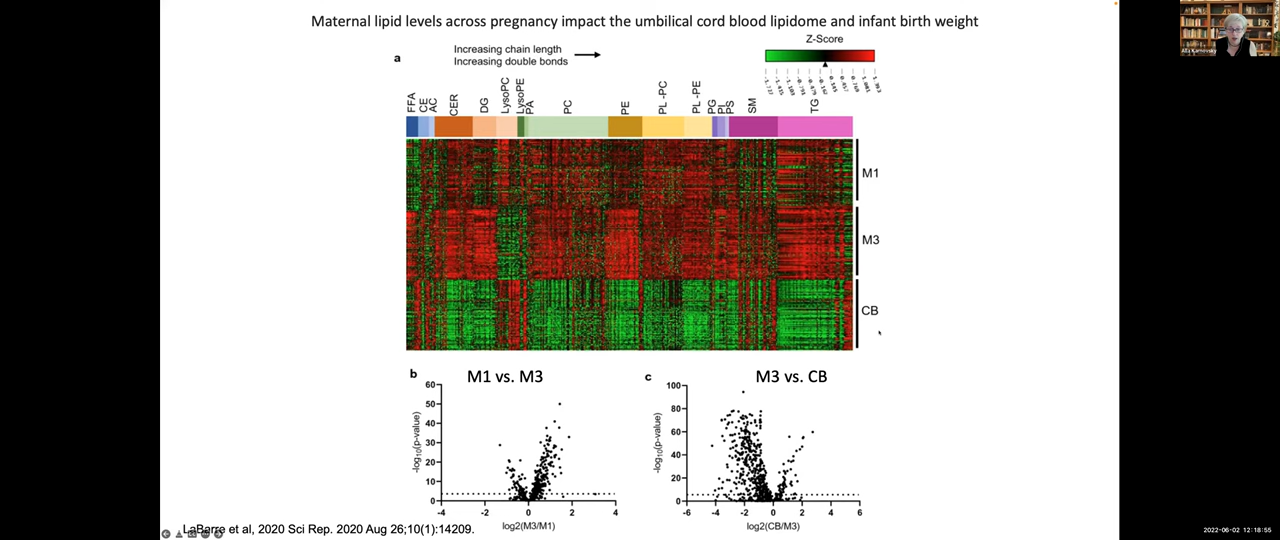 Maternal lipid levels across pregnancy impact the umbilical cord blood lipidome and infant birth weight
Z-Score
a
Increasing chain length
Increasing double bonds
FFA CE AC CER DG LysoPC LysoPE PA PC PE PL -PC PL -PE PG PI PS SM TG
M1
M3
CB
b
M1 vs. M3
-log10(p-value)
60
50
40
30
20
10
0
-4 -2 0 2 4
log2(M3/M1)
c
M3 vs. CB
-log10(p-value)
100
80
60
40
20
0
-6 -4 -2 0 2 4 6
log2(CB/M3)
LaBarre et al, 2020 Sci Rep. 2020 Aug 26;10(1):14209.
2022-06-02 12:18:55